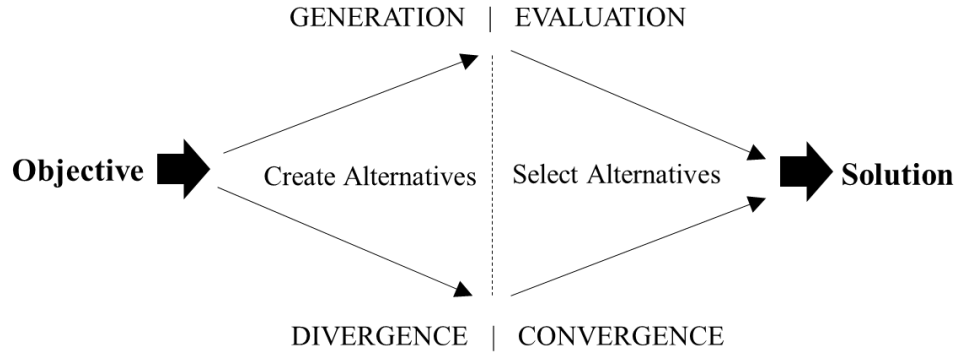 GENERATION | EVALUATION
Objective Create Alternatives Select Alternatives Solution
DIVERGENCE | CONVERGENCE